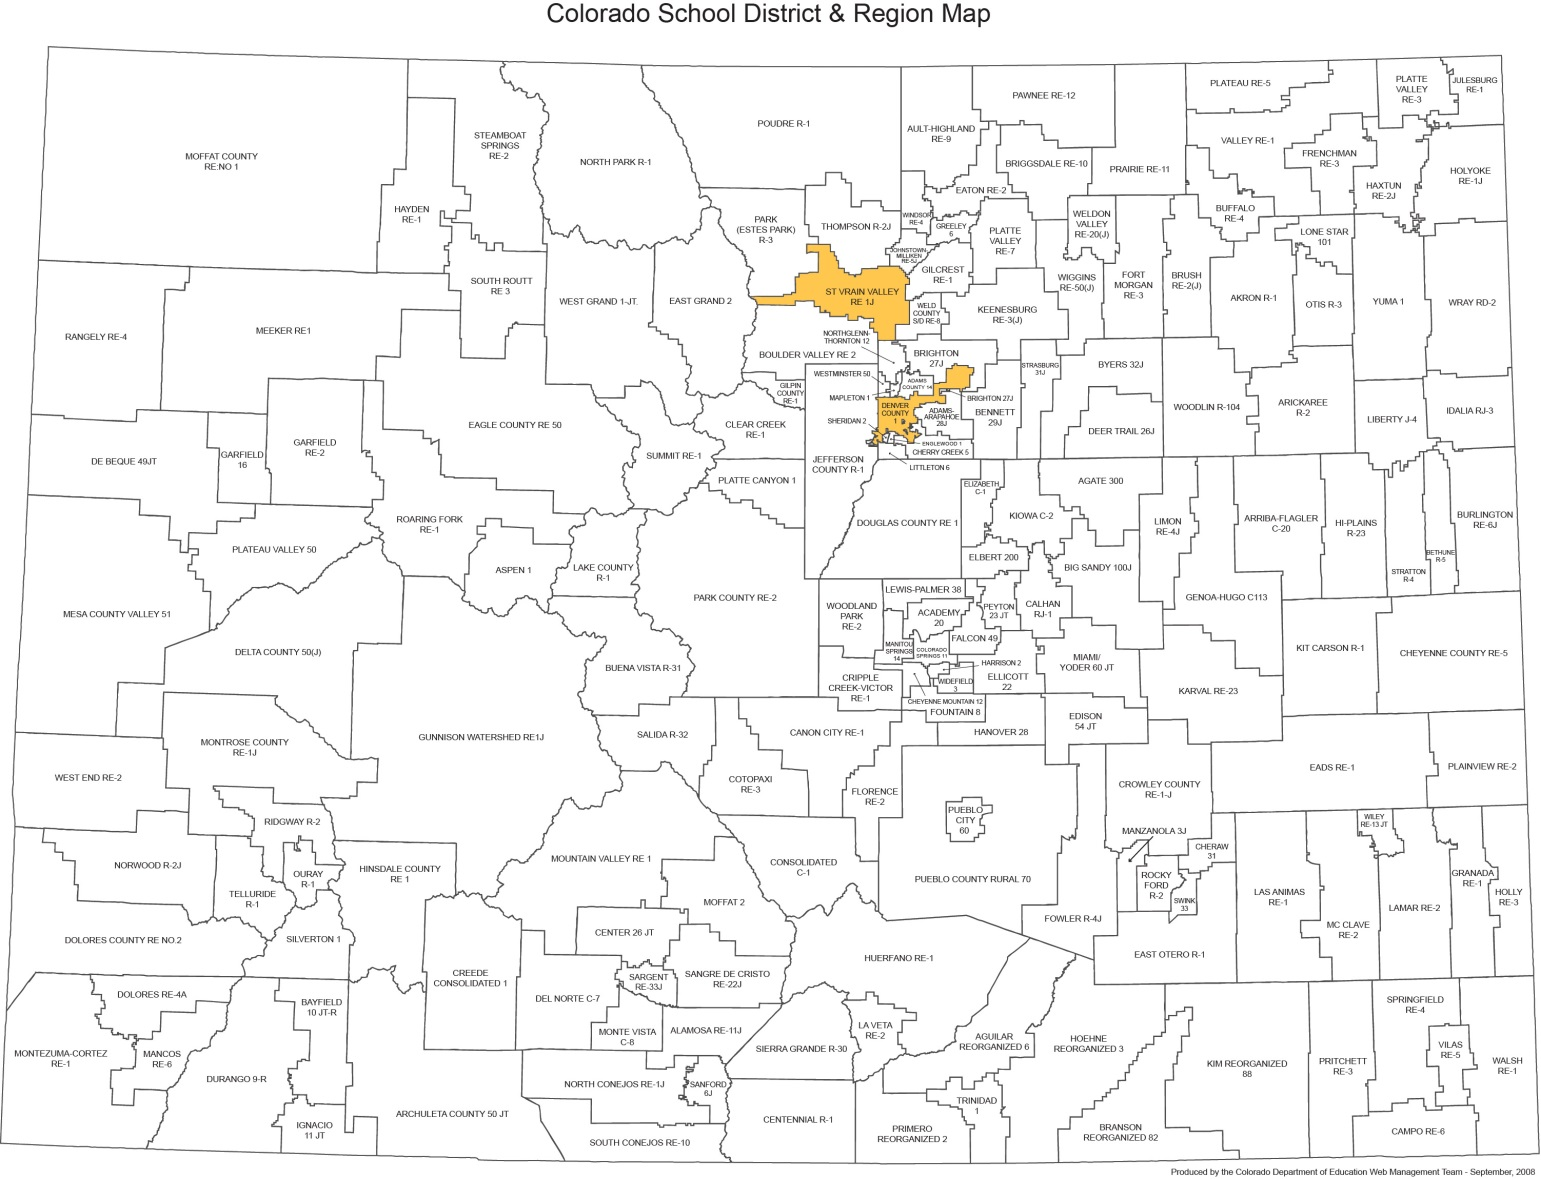 Colorado School District & Region Map
MOFFAT COUNTY
RE:NO 1
HAYDEN
RE-1
STEAMBOAT
SPRINGS
RE-2
NORTH PARK R-1
POUDRE R-1
AULT-HIGHLAND
RE-9
PAWNEE RE-12
BRIGGSDALE RE-10
PRAIRIE RE-11
PLATEAU RE-5
PLATTE
VALLEY
RE-3
JULESBURG
RE-1
VALLEY RE-1
FRENCHMAN
RE-3
HAXTUN
RE-2J
HOLYOKE
RE-1J
BUFFALO
RE-4
LONE STAR
101
EATON RE-2
PARK
(ESTES PARK)
R-3
THOMPSON R-2J
WINDSOR
RE-4
GREELEY
6
PLATTE
VALLEY
RE-7
WELDON
VALLEY
RE-20(J)
JOHNSTOWN-
MILLIKEN
RE-5J
GILCREST
RE-1
WIGGINS
RE-50(J)
FORT
MORGAN
RE-3
BRUSH
RE-2(J)
AKRON R-1
OTIS R-3
YUMA 1
WRAY RD-2
RANGELY RE-4
MEEKER RE1
SOUTH ROUTT
RE 3
WEST GRAND 1-JT.
EAST GRAND 2
ST VRAIN VALLEY
RE 1J
WELD
COUNTY
S/D RE-8
KEENESBURG
RE-3(J)
NORTHGLENN-
THORNTON 12
BOULDER VALLEY RE 2
BRIGHTON
27J
STRASBURG
31J
BYERS 32J
WESTMINSTER 50
ADAMS
COUNTY 14
GILPIN
COUNTY
RE-1
MAPLETON 1
BRIGHTON 27J
DENVER
COUNTY
1
ADAMS-
ARAPAHOE
28J
BENNETT
29J
SHERIDAN 2
ENGLEWOOD 1
CHERRY CREEK 5
LITTLETON 6
DEER TRAIL 26J
WOODLIN R-104
ARICKAREE
R-2
LIBERTY J-4
IDALIA RJ-3
EAGLE COUNTY RE 50
CLEAR CREEK
RE-1
SUMMIT RE-1
JEFFERSON
COUNTY R-1
PLATTE CANYON 1
DE BEQUE 49JT
GARFIELD
16
GARFIELD
RE-2
ROARING FORK
RE-1
PLATEAU VALLEY 50
ASPEN 1
LAKE COUNTY
R-1
DOUGLAS COUNTY RE 1
ELIZABETH
C-1
KIOWA C-2
AGATE 300
LIMON
RE-4J
ARRIBA-FLAGLER
C-20
HI-PLAINS
R-23
STRATTON
R-4
BETHUNE
R-5
BURLINGTON
RE-6J
ELBERT 200
BIG SANDY 100J
MESA COUNTY VALLEY 51
PARK COUNTY RE-2
WOODLAND
PARK
RE-2
LEWIS-PALMER 38
ACADEMY
20
PEYTON
23 JT
CALHAN
RJ-1
GENOA-HUGO C113
DELTA COUNTY 50(J)
BUENA VISTA R-31
MANITOU
SPRINGS
14
COLORADO
SPRINGS 11
FALCON 49
HARRISON 2
MIAMI/
YODER 60 JT
KIT CARSON R-1
CHEYENNE COUNTY RE-5
CRIPPLE
CREEK-VICTOR
RE-1
WIDEFIELD
3
ELLICOTT
22
KARVAL RE-23
CHEYENNE MOUNTAIN 12
FOUNTAIN 8
EDISON
54 JT
HANOVER 28
MONTROSE COUNTY
RE-1J
GUNNISON WATERSHED RE1J
SALIDA R-32
CANON CITY RE-1
WEST END RE-2
COTOPAXI
RE-3
FLORENCE
RE-2
CROWLEY COUNTY
RE-1-J
EADS RE-1
PLAINVIEW RE-2
PUEBLO
CITY
60
RIDGWAY R-2
WILEY
RE-13 JT
MANZANOLA 3J
CHERAW
31
NORWOOD R-2J
OURAY
R-1
HINSDALE COUNTY
RE 1
MOUNTAIN VALLEY RE 1
CONSOLIDATED
C-1
PUEBLO COUNTY RURAL 70
ROCKY
FORD
R-2
SWINK
33
LAS ANIMAS
RE-1
GRANADA
RE-1
HOLLY
RE-3
TELLURIDE
R-1
MOFFAT 2
FOWLER R-4J
MC CLAVE
RE-2
LAMAR RE-2
DOLORES COUNTY RE NO.2
SILVERTON 1
CENTER 26 JT
EAST OTERO R-1
HUERFANO RE-1
CREEDE
CONSOLIDATED 1
SARGENT
RE-33J
SANGRE DE CRISTO
RE-22J
DOLORES RE-4A
BAYFIELD
10 JT-R
DEL NORTE C-7
SPRINGFIELD
RE-4
MONTE VISTA
C-8
ALAMOSA RE-11J
LA VETA
RE-2
AGUILAR
REORGANIZED 6
HOEHNE
REORGANIZED 3
SIERRA GRANDE R-30
MONTEZUMA-CORTEZ
RE-1
MANCOS
RE-6
DURANGO 9-R
KIM REORGANIZED
88
PRITCHETT
RE-3
VILAS
RE-5
WALSH
RE-1
NORTH CONEJOS RE-1J
SANFORD
6J
ARCHULETA COUNTY 50 JT
CENTENNIAL R-1
TRINIDAD
1
IGNACIO
11 JT
PRIMERO
REORGANIZED 2
BRANSON
REORGANIZED 82
CAMPO RE-6
SOUTH CONEJOS RE-10
Produced by the Colorado Department of Education Web Management Team - September, 2008